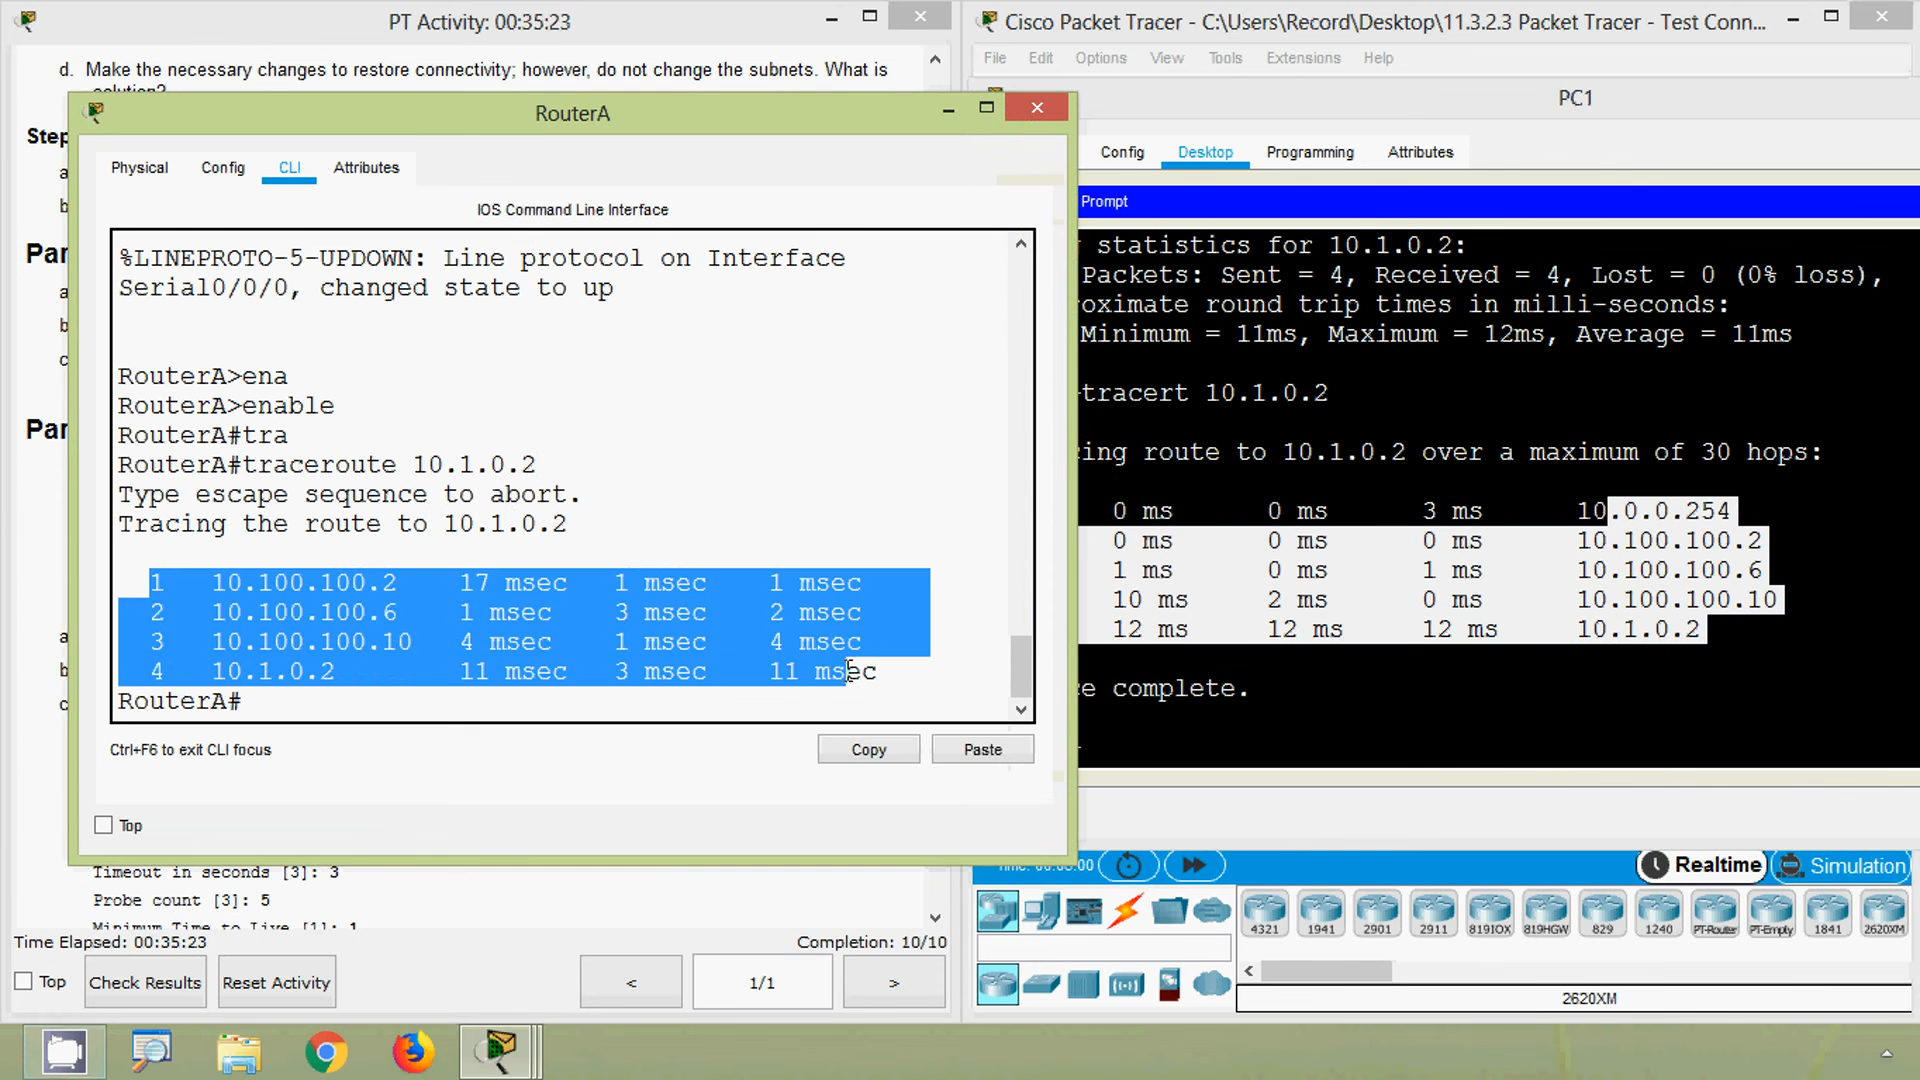 PT Activity: 00:35:23
d. Make the necessary changes to restore connectivity; however, do not change the subnets. What is
solution?
Step
a
b
Par
a
b
c
Par
a
b
c
RouterA
Physical
Config
CLI
Attributes
IOS Command Line Interface
%LINEPROTO-5-UPDOWN: Line protocol on Interface
Serial0/0/0, changed state to up
RouterA>ena
RouterA>enable
RouterA#tra
RouterA#traceroute 10.1.0.2
Type escape sequence to abort.
Tracing the route to 10.1.0.2
1 10.100.100.2 17 msec 1 msec 1 msec
2 10.100.100.6 1 msec 3 msec 2 msec
3 10.100.100.10 4 msec 1 msec 4 msec
4 10.1.0.2 11 msec 3 msec 11 msec
RouterA#
Ctrl+F6 to exit CLI focus
Copy
Paste
Top
Timeout in seconds [3]: 3
Probe count [3]: 5
Minimum Time to Live [1]: 1
Time Elapsed: 00:35:23
Completion: 10/10
Top
Check Results
Reset Activity
<
1/1
>
Cisco Packet Tracer - C:\Users\Record\Desktop\11.3.2.3 Packet Tracer - Test Conn...
File
Edit
Options
View
Tools
Extensions
Help
PC1
Config
Desktop
Programming
Attributes
Prompt
statistics for 10.1.0.2:
Packets: Sent = 4, Received = 4, Lost = 0 (0% loss),
oximate round trip times in milli-seconds:
Minimum = 11ms, Maximum = 12ms, Average = 11ms
tracert 10.1.0.2
ing route to 10.1.0.2 over a maximum of 30 hops:
0 ms 0 ms 3 ms 10.0.0.254
0 ms 0 ms 0 ms 10.100.100.2
1 ms 0 ms 1 ms 10.100.100.6
10 ms 2 ms 0 ms 10.100.100.10
12 ms 12 ms 12 ms 10.1.0.2
e complete.
Realtime
Simulation
4321
1941
2901
2911
819IOX
819HGW
829
1240
PT-Router
PT-Empty
1841
2620XM
<
2620XM